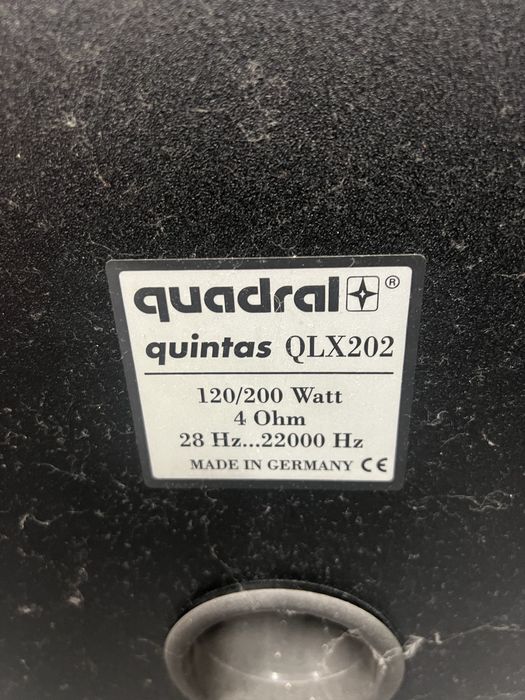 quadral®
quintas QLX202
120/200 Watt
4 Ohm
28 Hz...22000 Hz
MADE IN GERMANY CE